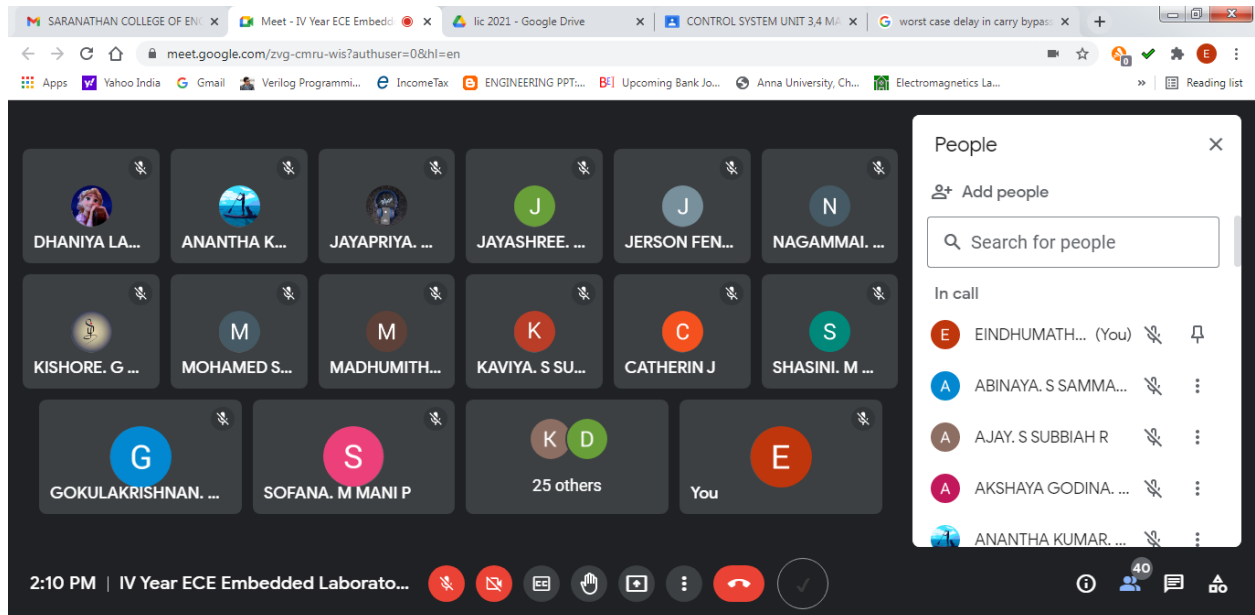 SARANATHAN COLLEGE OF ENG Meet - IV Year ECE Embedd lic 2021 - Google Drive CONTROL SYSTEM UNIT 3,4 MA worst case delay in carry bypass
meet.google.com/zvg-cmru-wis?authuser=0&hl=en
Apps Yahoo India Gmail Verilog Programmi... IncomeTax ENGINEERING PPT:... Upcoming Bank Jo... Anna University, Ch... Electromagnetics La... » Reading list
People
Add people
Search for people
In call
E EINDHUMATH... (You)
A ABINAYA. S SAMMA...
A AJAY. S SUBBIAH R
A AKSHAYA GODINA. ...
ANANTHA KUMAR. ...
J J N
DHANIYA LA... ANANTHA K... JAYAPRIYA. ... JAYASHREE. ... JERSON FEN... NAGAMMAI. ...
M M K C S
KISHORE. G ... MOHAMED S... MADHUMITH... KAVIYA. S SU... CATHERIN J SHASINI. M ...
G S K D E
GOKULAKRISHNAN. ... SOFANA. M MANI P 25 others You
2:10 PM | IV Year ECE Embedded Laborato... 40